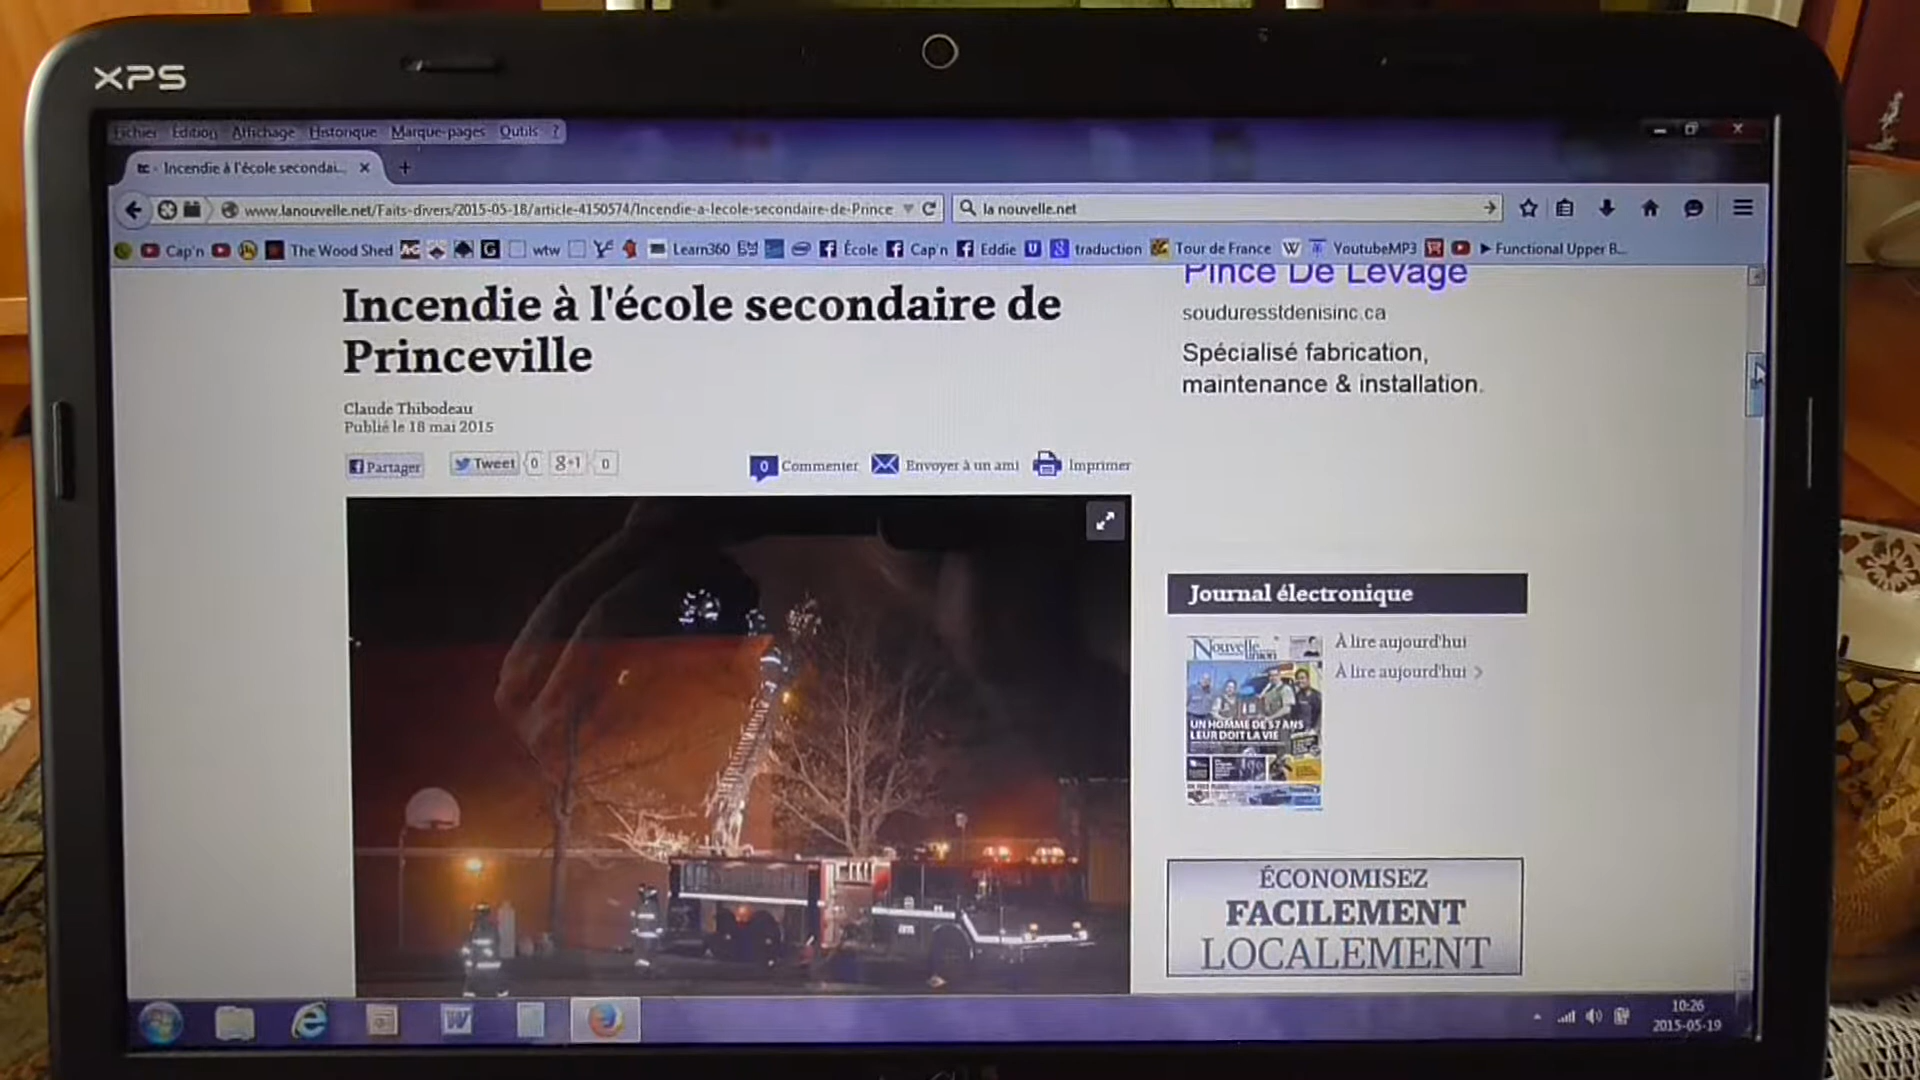 XPS
Fichier Édition Affichage Historique Marque-pages Outils ?
tc - Incendie à l'école secondai...
www.lanouvelle.net/Faits-divers/2015-05-18/article-4150574/Incendie-a-lecole-secondaire-de-Prince
la nouvelle.net
Cap'n The Wood Shed wtw Learn360 École Cap'n Eddie traduction Tour de France W YoutubeMP3 Functional Upper B...
Incendie à l'école secondaire de
Princeville
Claude Thibodeau
Publié le 18 mai 2015
Partager Tweet 0 g+1 0
0 Commenter Envoyer à un ami Imprimer
Pince De Levage
souduresstdenisinc.ca
Spécialisé fabrication,
maintenance & installation.
Journal électronique
Nouvelle
UN HOMME DE 57 ANS
LEUR DOIT LA VIE
À lire aujourd'hui
À lire aujourd'hui >
ÉCONOMISEZ
FACILEMENT
LOCALEMENT
10:26
2015-05-19